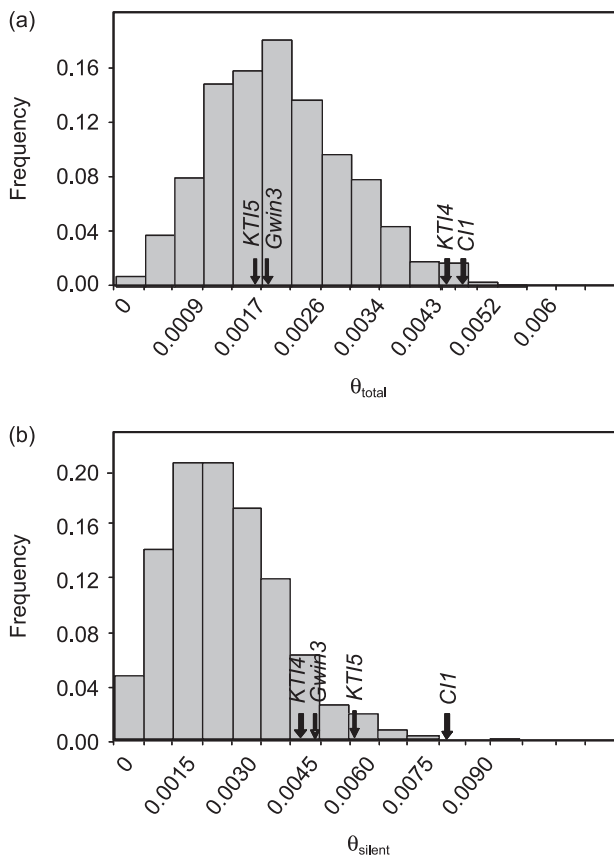 (a)
Frequency
0.16
0.12
0.08
0.04
0.00
KTI5
Gwin3
KTI4
CI1
0
0.0009
0.0017
0.0026
0.0034
0.0043
0.0052
0.006
θtotal
(b)
Frequency
0.20
0.16
0.12
0.08
0.04
0.00
KTI4
Gwin3
KTI5
CI1
0
0.0015
0.0030
0.0045
0.0060
0.0075
0.0090
θsilent